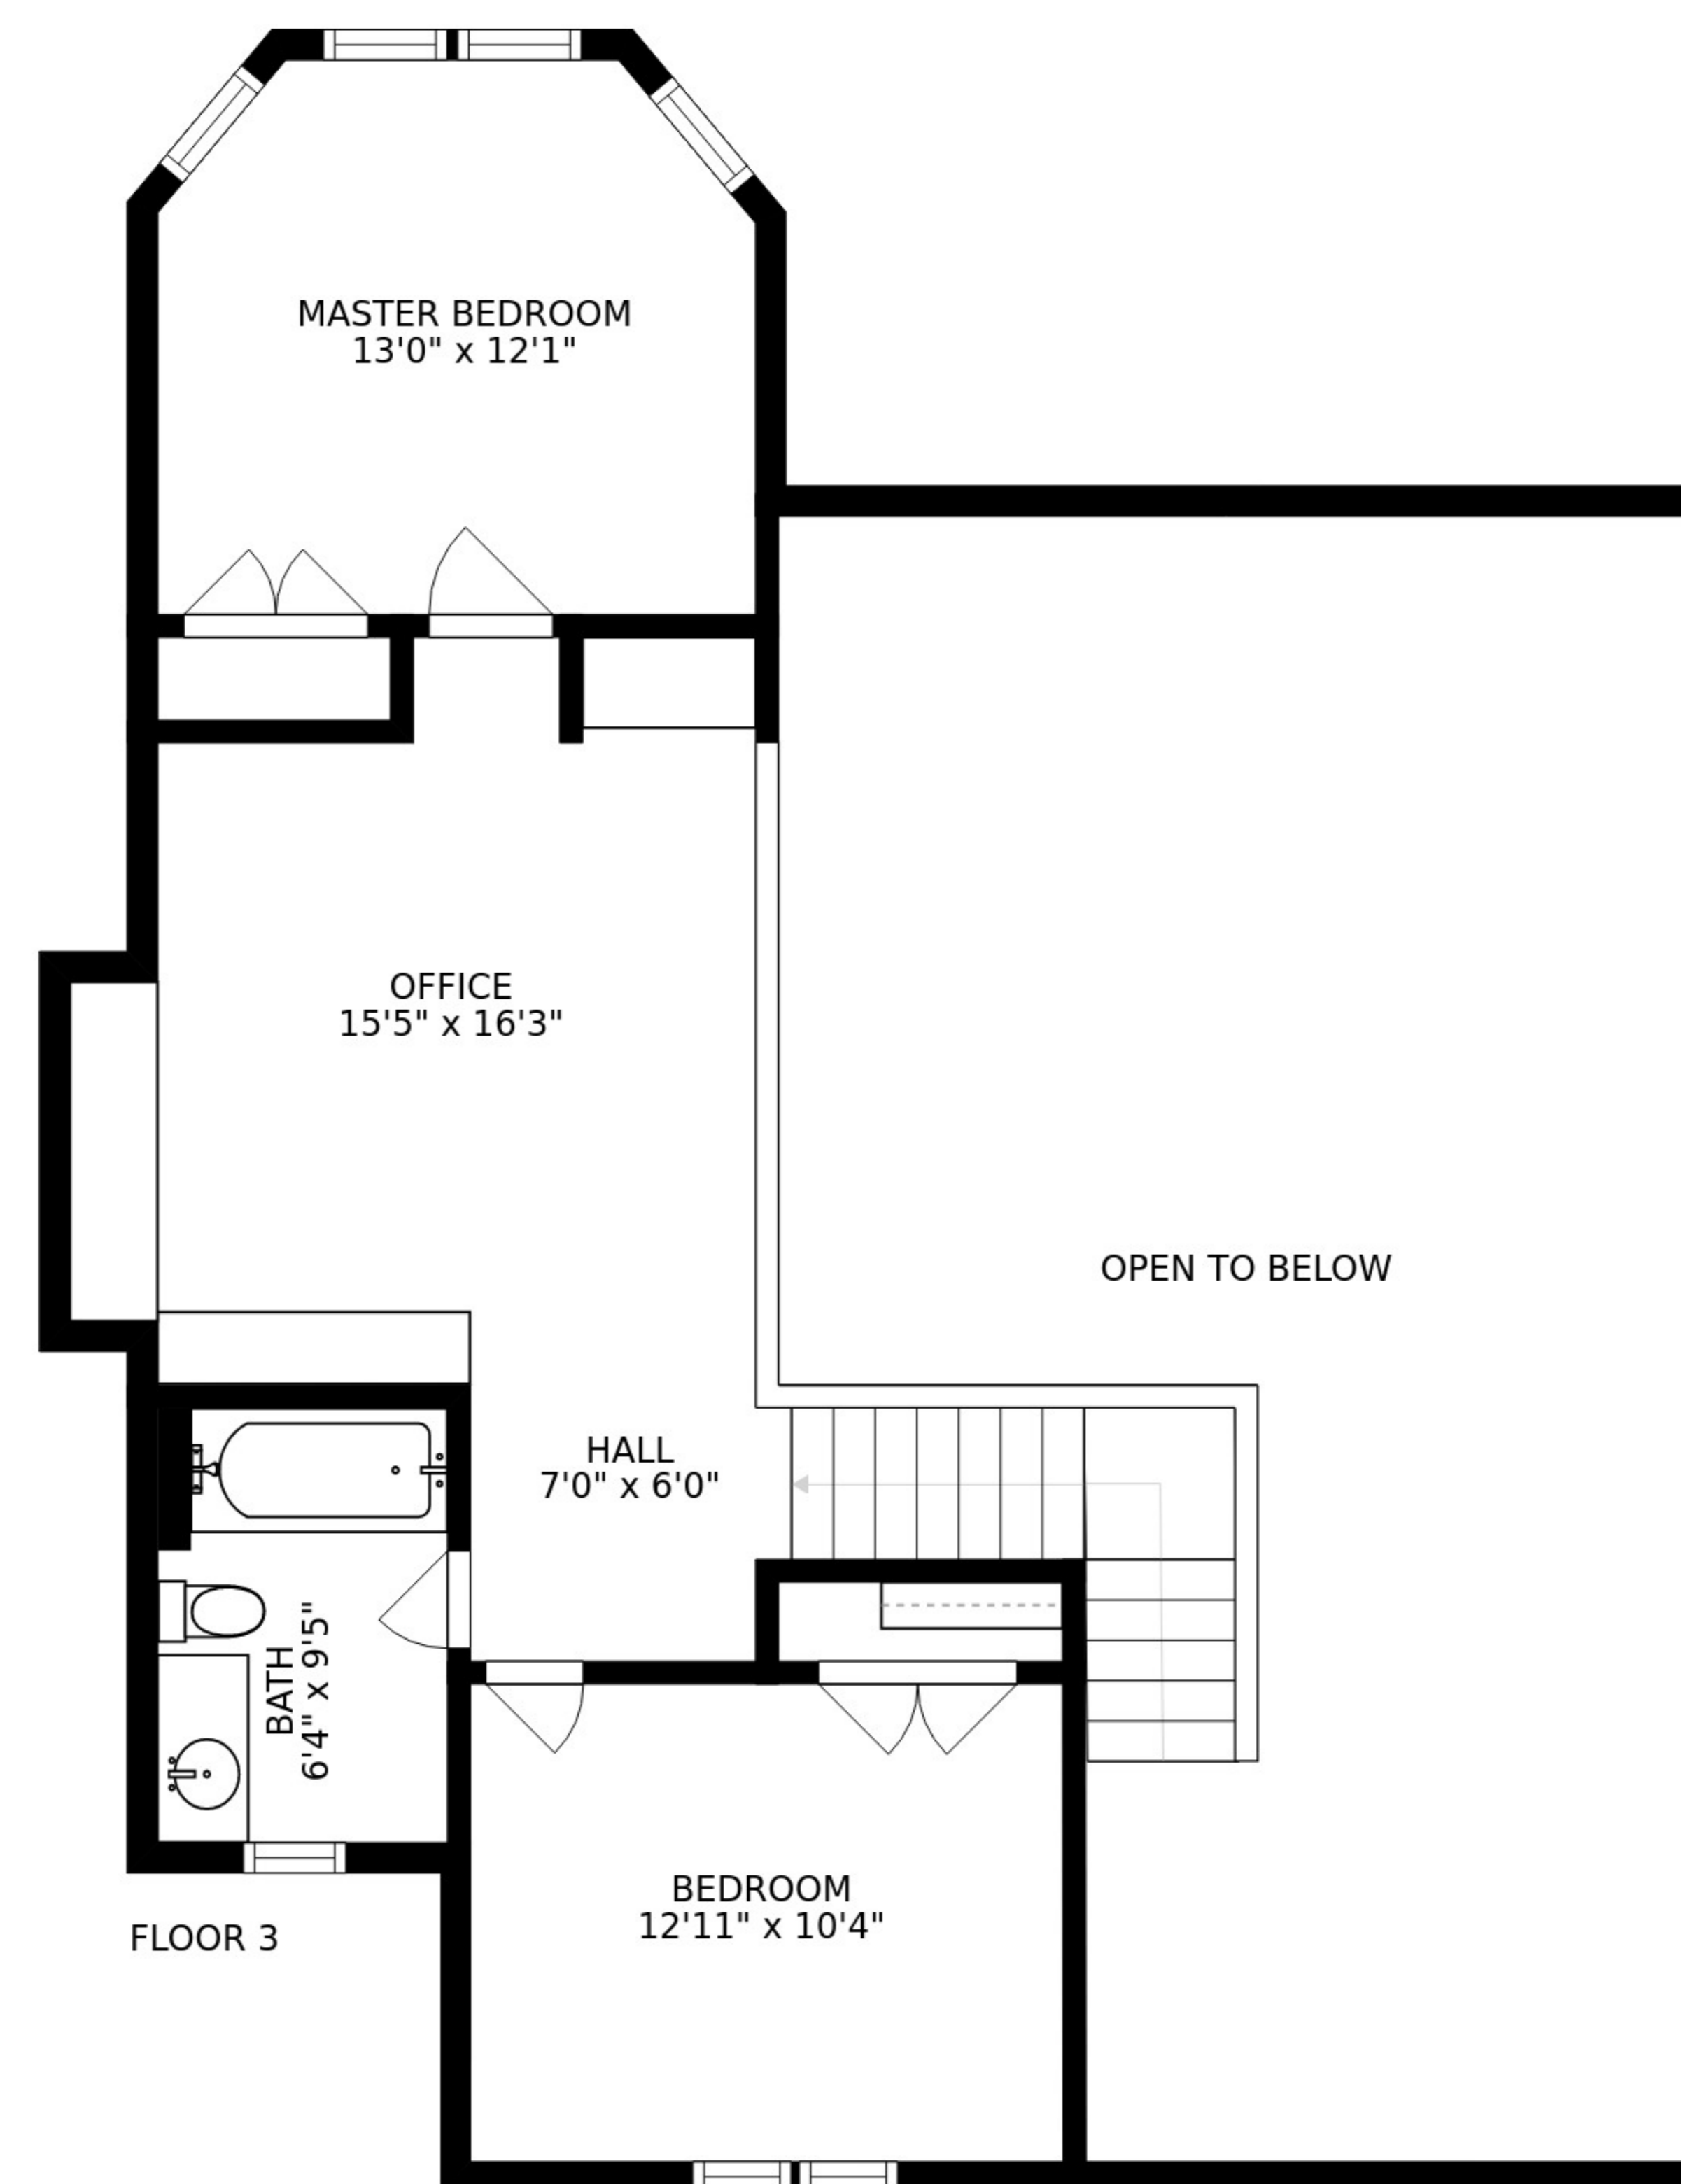 MASTER BEDROOM
13'0" x 12'1"
OFFICE
15'5" x 16'3"
OPEN TO BELOW
HALL
7'0" x 6'0"
BATH
6'4" x 9'5"
BEDROOM
12'11" x 10'4"
FLOOR 3